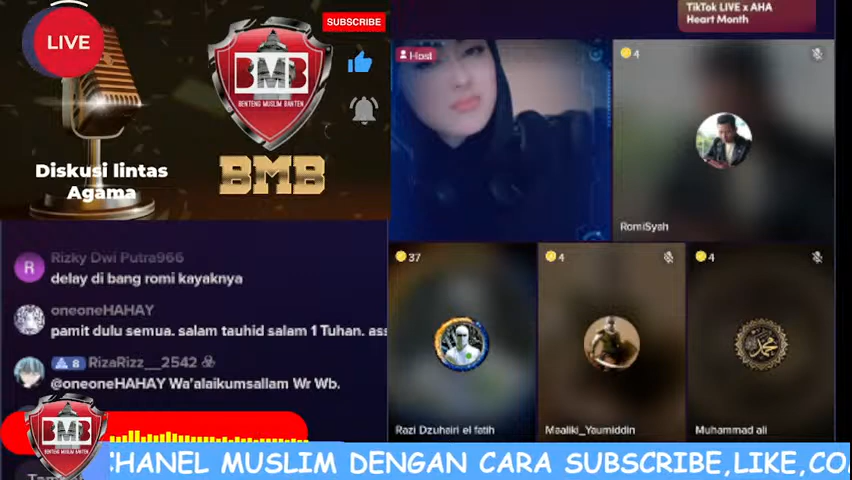 LIVE
SUBSCRIBE
BMB
BENTENG MUSLIM BANTEN
BMB
Diskusi lintas
Agama
TikTok LIVE x AHA
Heart Month
Host
4
RomiSyah
37
4
4
Razi Dzuhairi el fatih
Maaliki_Yaumiddin
Muhammad ali
محمد
Rizky Dwi Putra966
R
delay di bang romi kayaknya
oneoneHAHAY
pamit dulu semua. salam tauhid salam 1 Tuhan. ass
8 RizaRizz__2542
@oneoneHAHAY Wa'alaikumsallam Wr Wb.
BMB
CHANEL MUSLIM DENGAN CARA SUBSCRIBE,LIKE,CO